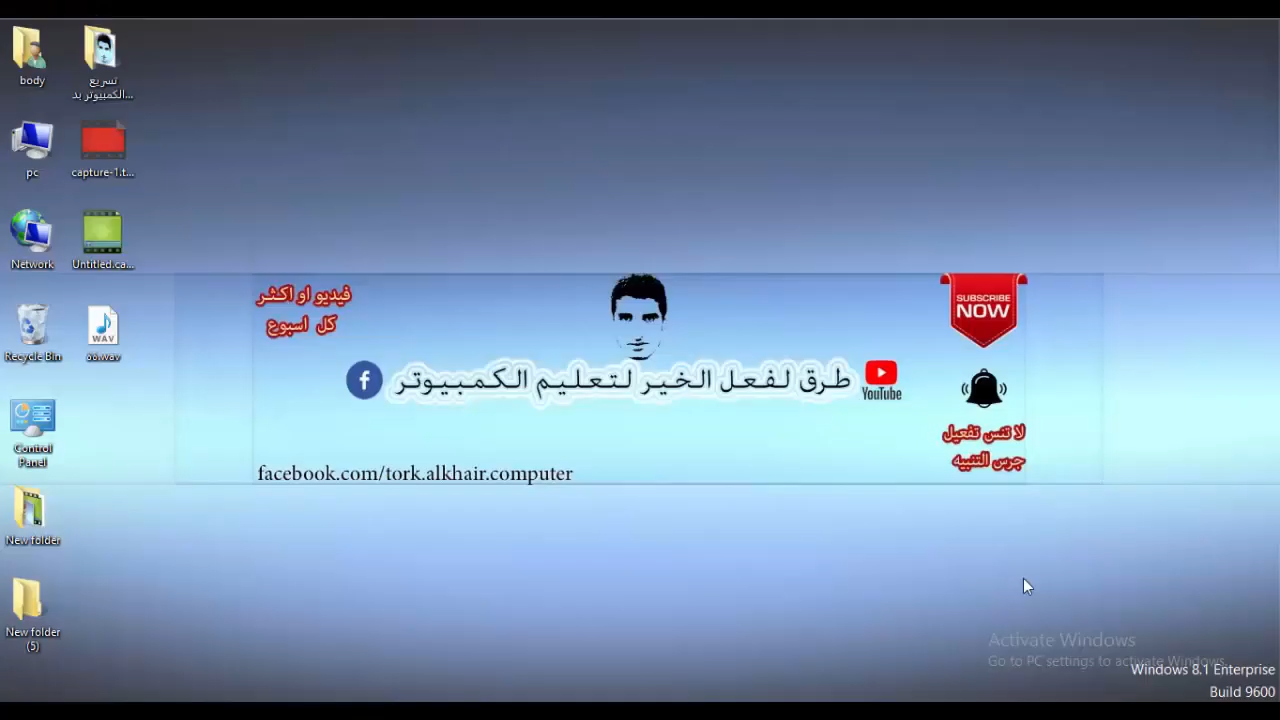 body
تسريع
الكمبيوتر بد...
pc
capture-1.t...
Network
Untitled.ca...
Recycle Bin
oo.wav
WAV
Control
Panel
New folder
New folder
(5)
فيديو او اكثر
كل اسبوع
SUBSCRIBE
NOW
طرق لفعل الخير لتعليم الكمبيوتر
YouTube
لا تنس تفعيل
جرس التنبيه
facebook.com/tork.alkhair.computer
Activate Windows
Go to PC settings to activate Windows.
Windows 8.1 Enterprise
Build 9600